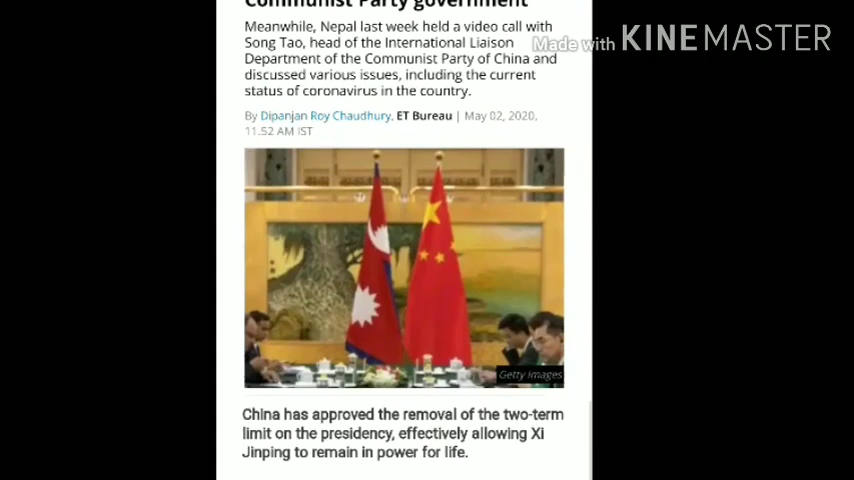 Communist Party government
Meanwhile, Nepal last week held a video call with
Song Tao, head of the International Liaison
Department of the Communist Party of China and
discussed various issues, including the current
status of coronavirus in the country.
By Dipanjan Roy Chaudhury, ET Bureau | May 02, 2020,
11.52 AM IST
Made with KINEMASTER
Getty Images
China has approved the removal of the two-term
limit on the presidency, effectively allowing Xi
Jinping to remain in power for life.